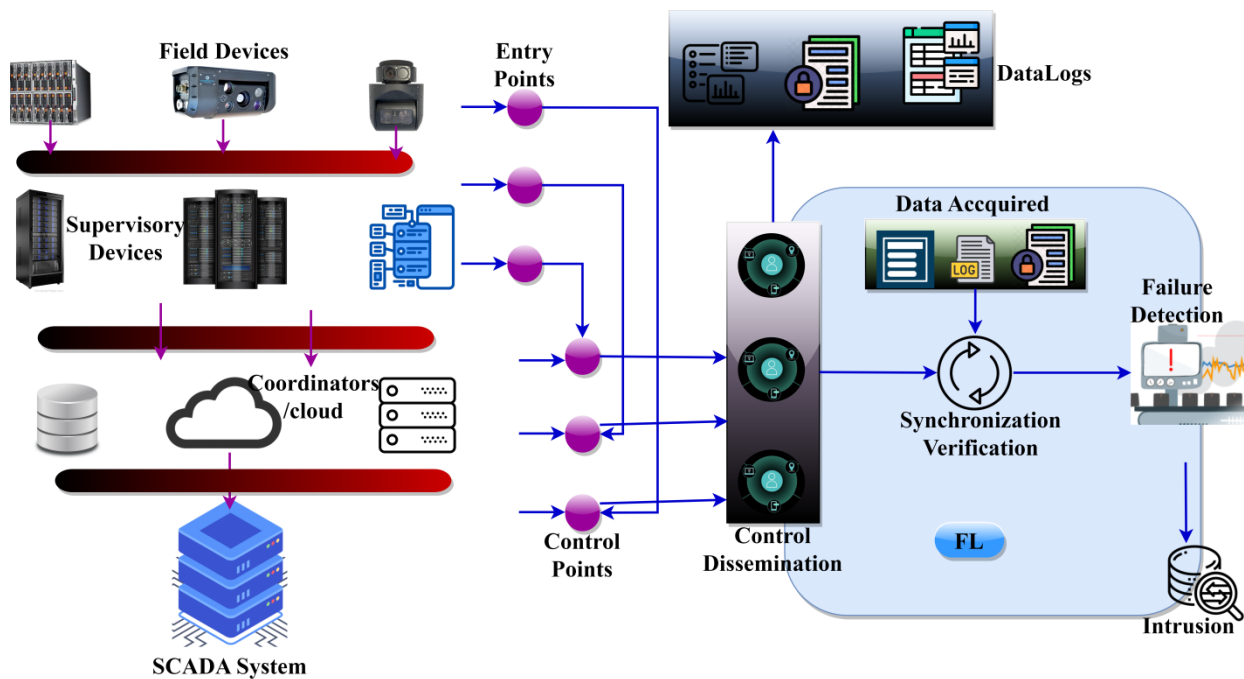 Field Devices
Entry
Points
DataLogs
Supervisory
Devices
Data Accquired
LOG
Failure
Detection
Coordinators
/cloud
Synchronization
Verification
Control
Points
Control
Dissemination
FL
Intrusion
SCADA System